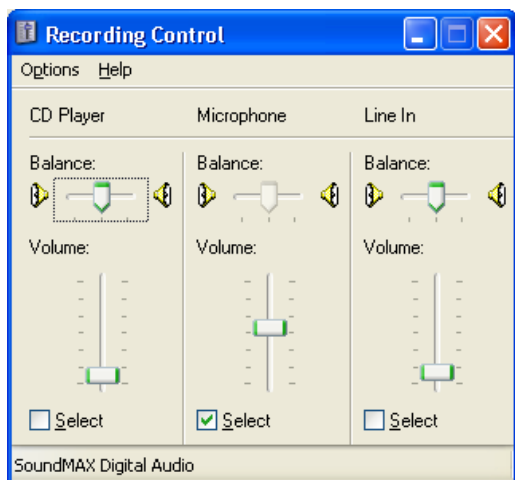 Recording Control
Options Help
CD Player Microphone Line In
Balance: Balance: Balance:
Volume: Volume: Volume:
Select Select Select
SoundMAX Digital Audio